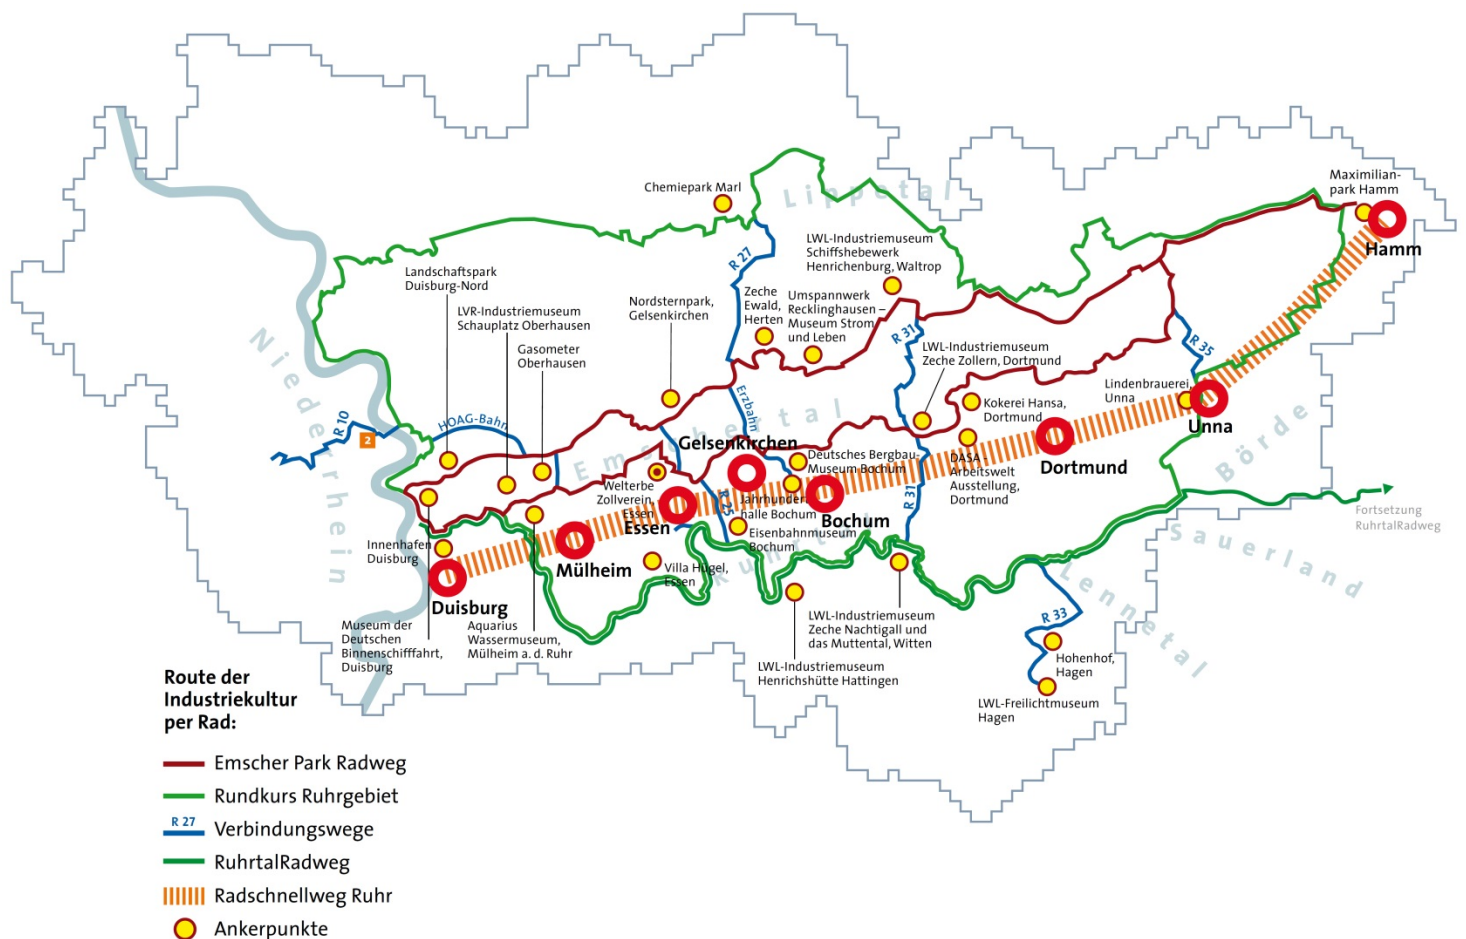 Chemiepark Marl
Lippetal
Maximilian-
park Hamm
Hamm
R 27
LWL-Industriemuseum
Schiffshebewerk
Henrichenburg, Waltrop
Landschaftspark
Duisburg-Nord
LVR-Industriemuseum
Schauplatz Oberhausen
Gasometer
Oberhausen
Nordsternpark,
Gelsenkirchen
Zeche
Ewald,
Herten
Umspannwerk
Recklinghausen –
Museum Strom
und Leben
R 31
LWL-Industriemuseum
Zeche Zollern, Dortmund
R 35
Lindenbrauerei,
Unna
Unna
Niederrhein
R 10
2
HOAG-Bahn
Emschertal
Erzbahn
Gelsenkirchen
Kokerei Hansa,
Dortmund
Dortmund
Börde
Deutsches Bergbau-
Museum Bochum
DASA -
Arbeitswelt
Ausstellung,
Dortmund
Welterbe
Zollverein,
Essen
Essen
R 25
Jahrhundert-
halle Bochum
Bochum
R 31
Eisenbahnmuseum
Bochum
Fortsetzung
RuhrtalRadweg
Innenhafen
Duisburg
Mülheim
Villa Hügel,
Essen
Ruhrtal
Sauerland
Lennetal
Duisburg
Museum der
Deutschen
Binnenschifffahrt,
Duisburg
Aquarius
Wassermuseum,
Mülheim a. d. Ruhr
LWL-Industriemuseum
Zeche Nachtigall und
das Muttental, Witten
LWL-Industriemuseum
Henrichshütte Hattingen
R 33
Hohenhof,
Hagen
LWL-Freilichtmuseum
Hagen
Route der
Industriekultur
per Rad:
Emscher Park Radweg
Rundkurs Ruhrgebiet
R 27
Verbindungswege
RuhrtalRadweg
Radschnellweg Ruhr
Ankerpunkte